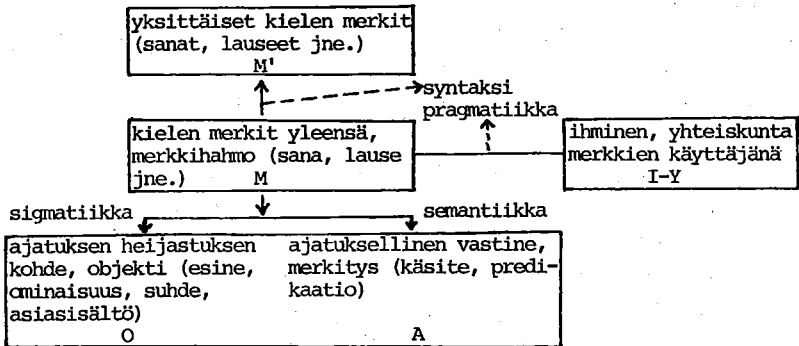 yksittäiset kielen merkit
(sanat, lauseet jne.)
M'
syntaksi
pragmatiikka
kielen merkit yleensä,
merkkihahmo (sana, lause
jne.) M
ihminen, yhteiskunta
merkkien käyttäjänä
I-Y
sigmatiikka
semantiikka
ajatuksen heijastuksen
kohde, objekti (esine,
ominaisuus, suhde,
asiasisältö)
O
ajatuksellinen vastine,
merkitys (käsite, predi-
kaatio)
A